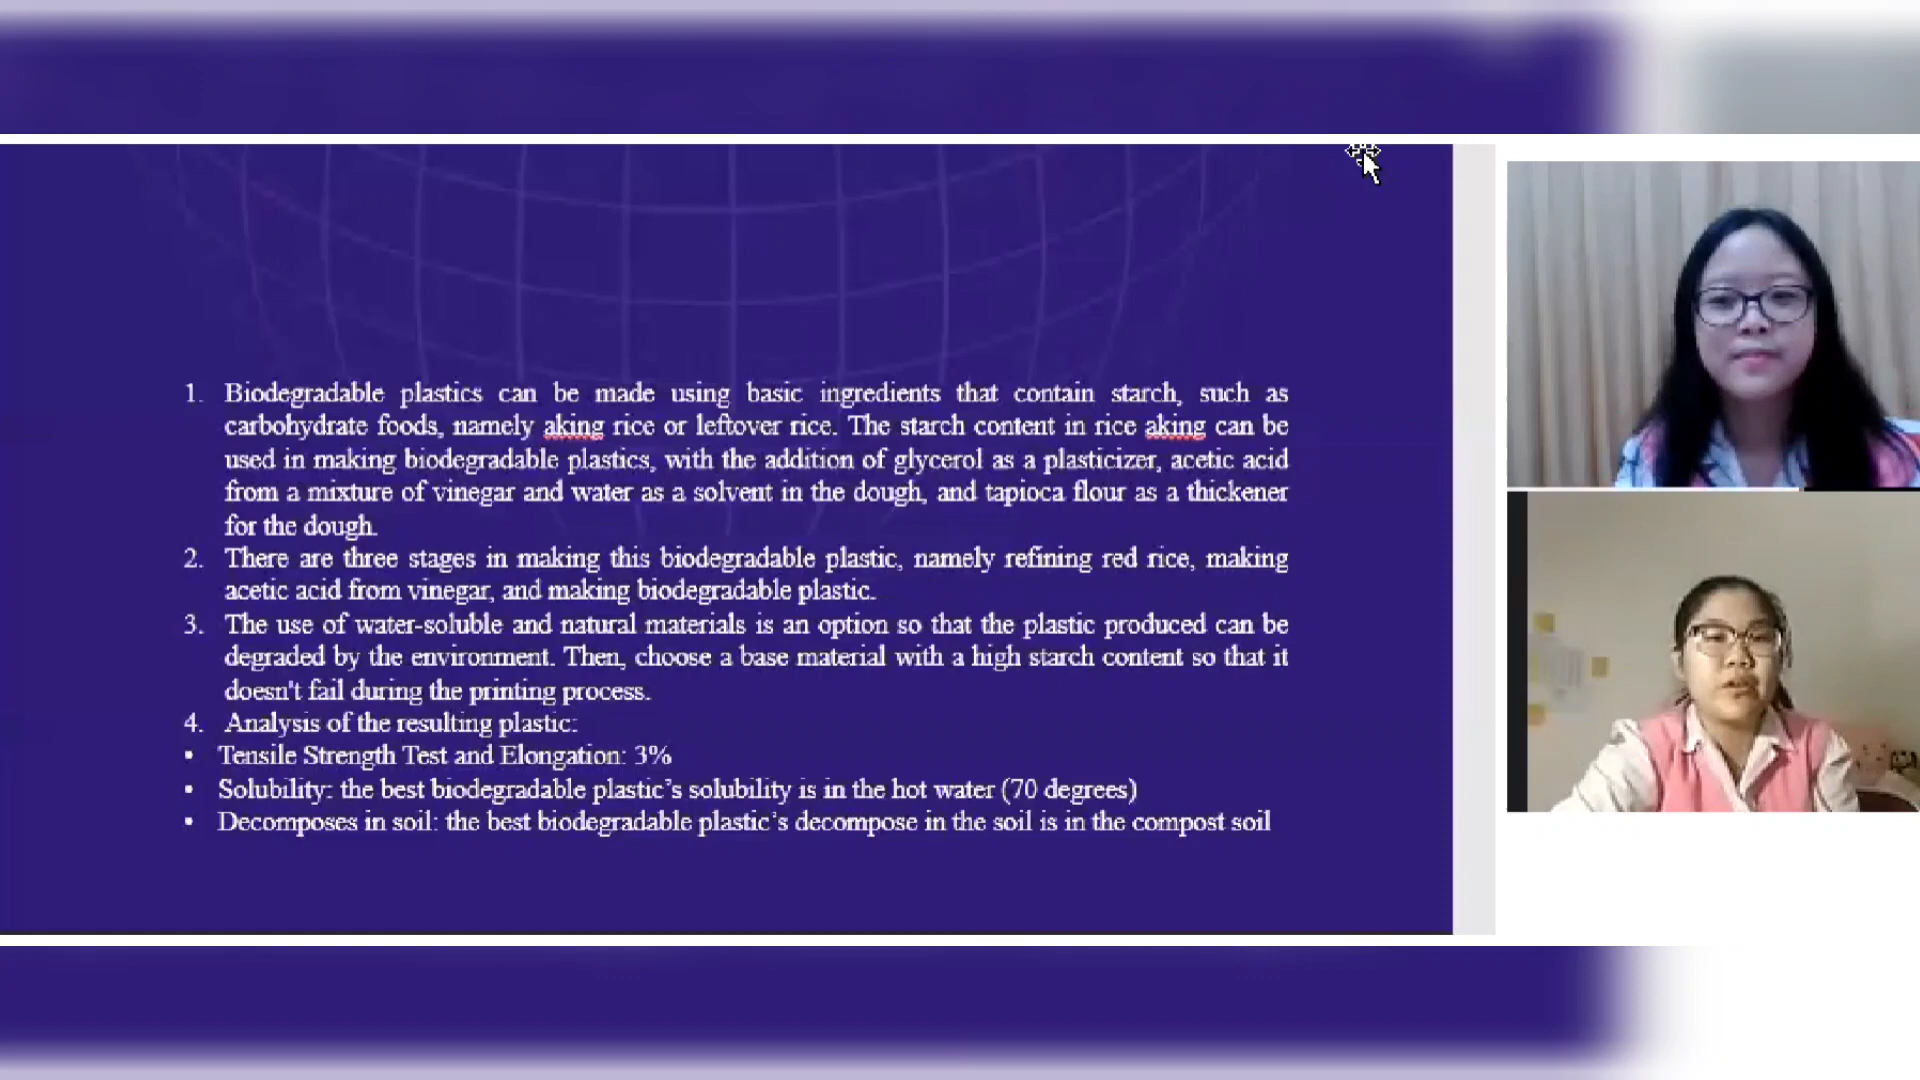 1. Biodegradable plastics can be made using basic ingredients that contain starch, such as
carbohydrate foods, namely aking rice or leftover rice. The starch content in rice aking can be
used in making biodegradable plastics, with the addition of glycerol as a plasticizer, acetic acid
from a mixture of vinegar and water as a solvent in the dough, and tapioca flour as a thickener
for the dough.
2. There are three stages in making this biodegradable plastic, namely refining red rice, making
acetic acid from vinegar, and making biodegradable plastic.
3. The use of water-soluble and natural materials is an option so that the plastic produced can be
degraded by the environment. Then, choose a base material with a high starch content so that it
doesn't fail during the printing process.
4. Analysis of the resulting plastic:
• Tensile Strength Test and Elongation: 3%
• Solubility: the best biodegradable plastic’s solubility is in the hot water (70 degrees)
• Decomposes in soil: the best biodegradable plastic’s decompose in the soil is in the compost soil